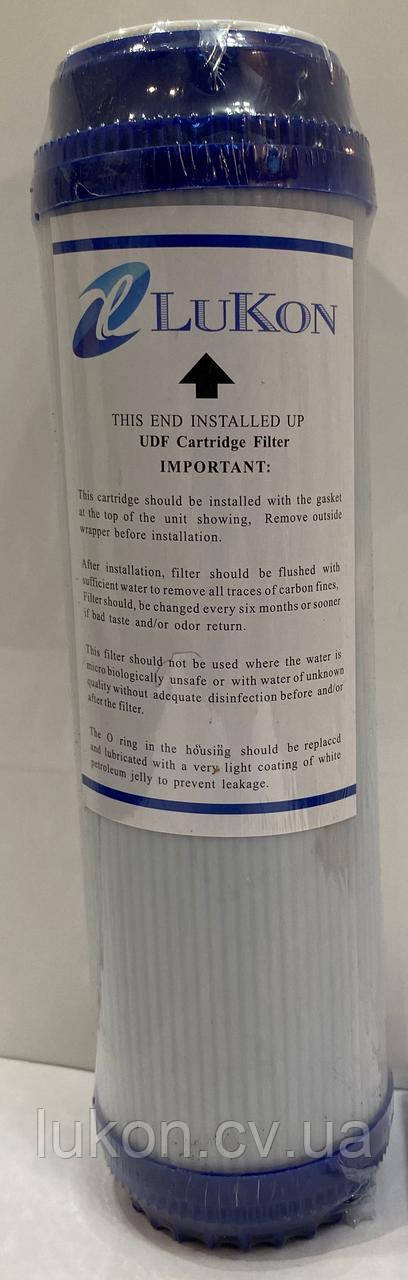 LUKON
THIS END INSTALLED UP
UDF Cartridge Filter
IMPORTANT:
This cartridge should be installed with the gasket
at the top of the unit showing, Remove outside
wrapper before installation.
After installation, filter should be flushed with
sufficient water to remove all traces of carbon fines,
Filter should, be changed every six months or sooner
if bad taste and/or odor return.
This filter should not be used where the water is
micro biologically unsafe or with water of unknown
quality without adequate disinfection before and/or
after the filter.
The O ring in the housing should be replaced
and lubricated with a very light coating of white
petroleum jelly to prevent leakage.
lukon.cv.ua